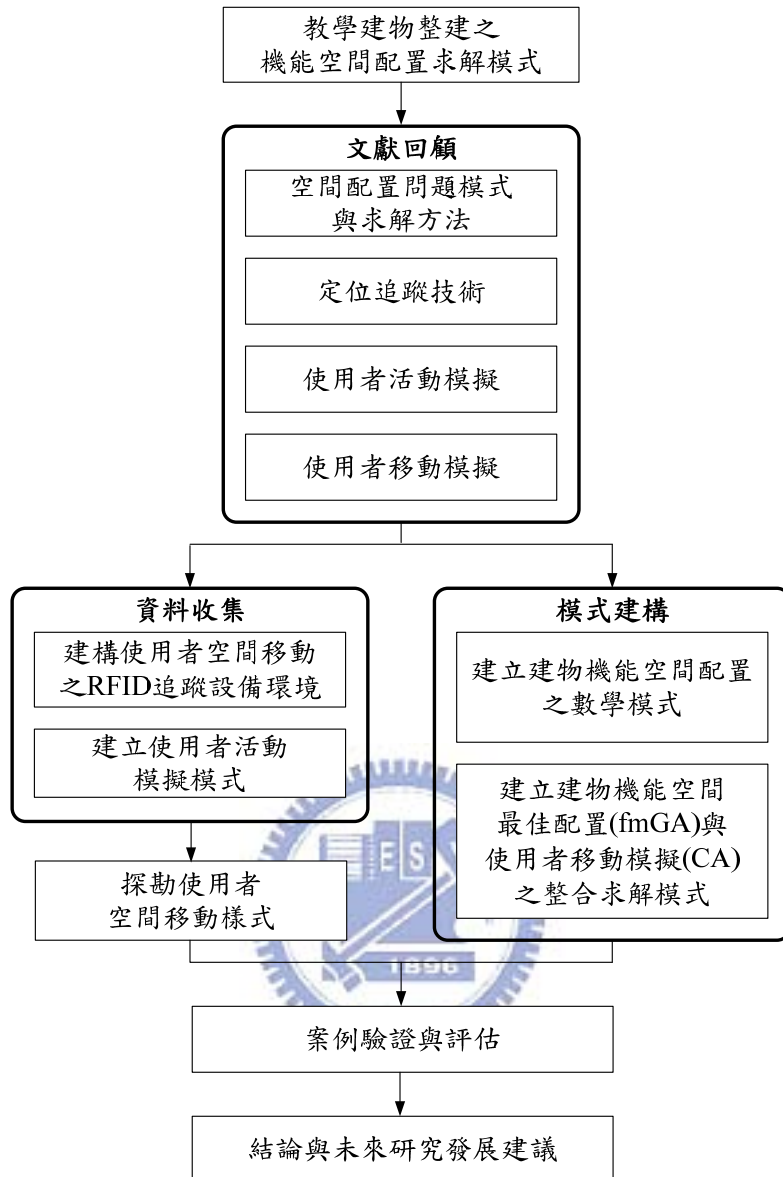 教學建物整建之
機能空間配置求解模式
文獻回顧
空間配置問題模式
與求解方法
定位追蹤技術
使用者活動模擬
使用者移動模擬
資料收集
建構使用者空間移動
之RFID追蹤設備環境
建立使用者活動
模擬模式
探勘使用者
空間移動樣式
模式建構
建立建物機能空間配置
之數學模式
建立建物機能空間
最佳配置(fmGA)與
使用者移動模擬(CA)
之整合求解模式
E S
1896
案例驗證與評估
結論與未來研究發展建議